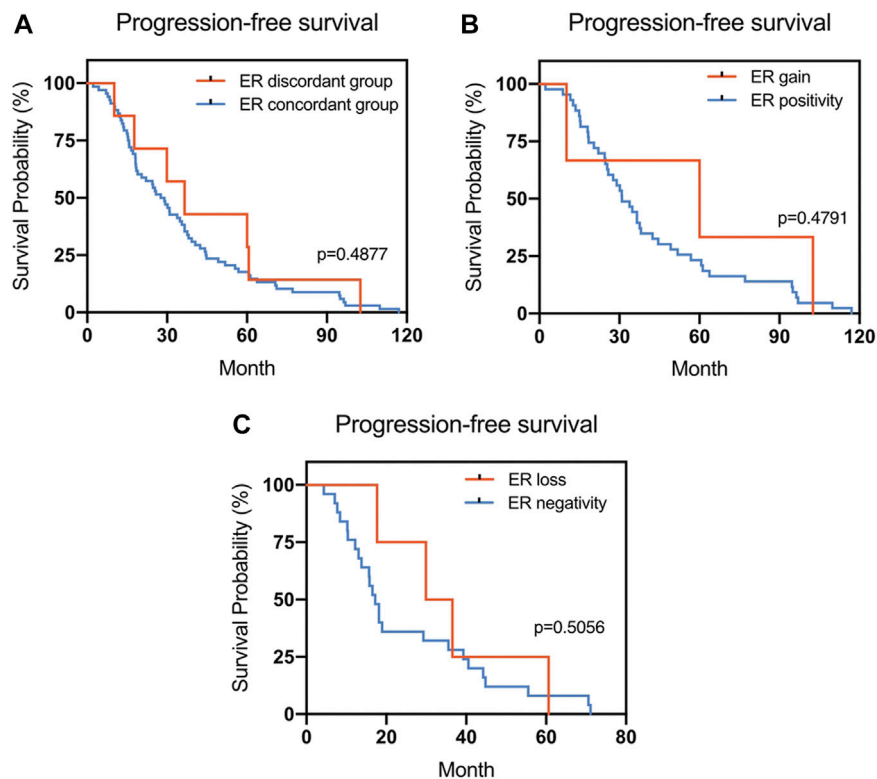 A
Progression-free survival
ER discordant group
ER concordant group
Survival Probability (%)
100
75
50
25
0
p=0.4877
0 30 60 90 120
Month
B
Progression-free survival
ER gain
ER positivity
Survival Probability (%)
100
75
50
25
0
p=0.4791
0 30 60 90 120
Month
C
Progression-free survival
ER loss
ER negativity
Survival Probability (%)
100
75
50
25
0
p=0.5056
0 20 40 60 80
Month